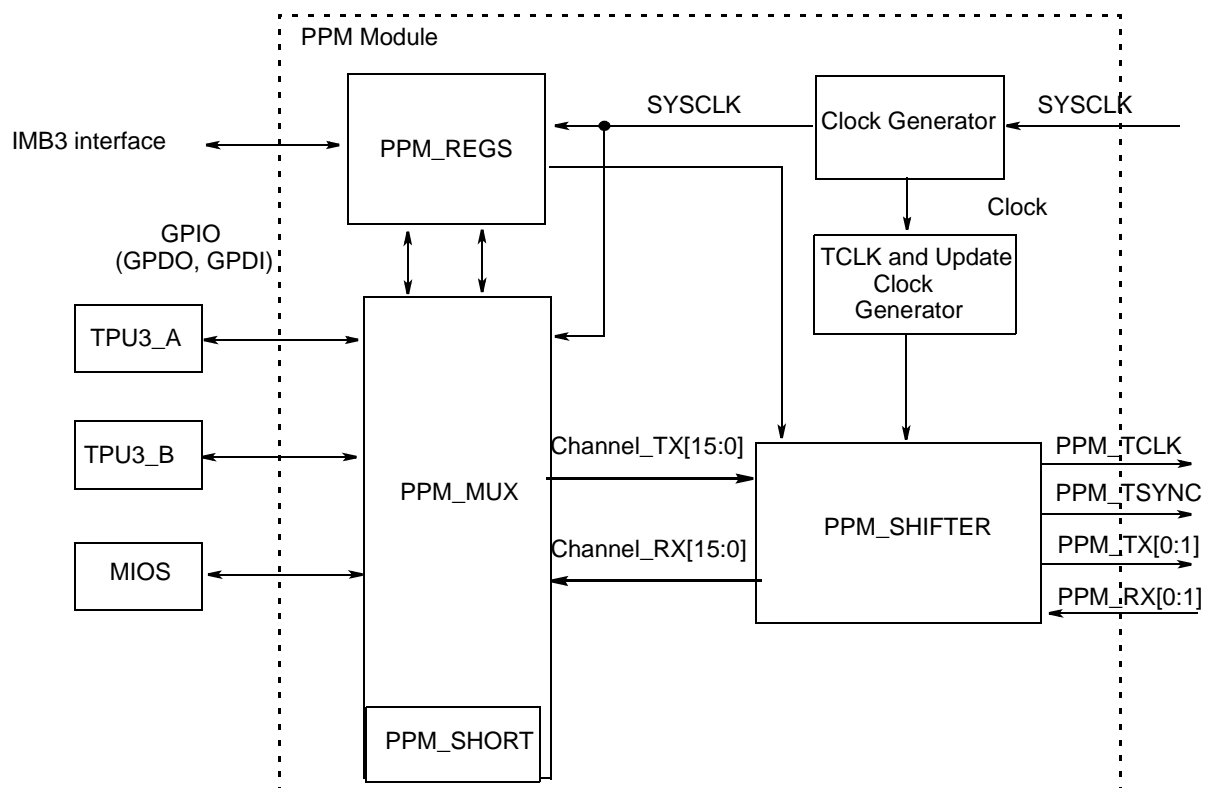 PPM Module
SYSCLK
Clock Generator
SYSCLK
IMB3 interface
PPM_REGS
Clock
GPIO
(GPDO, GPDI)
TCLK and Update
Clock
Generator
TPU3_A
TPU3_B
Channel_TX[15:0]
PPM_TCLK
PPM_MUX
PPM_TSYNC
PPM_SHIFTER
Channel_RX[15:0]
PPM_TX[0:1]
MIOS
PPM_RX[0:1]
PPM_SHORT